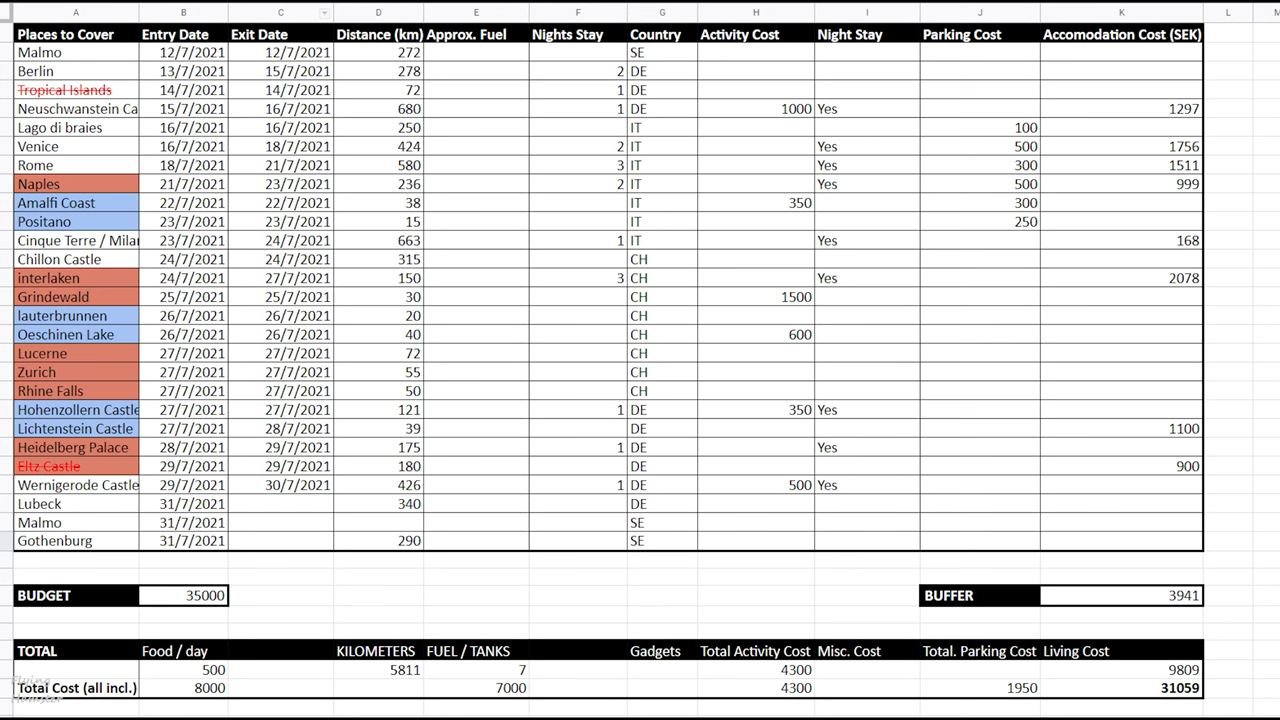 A B C D E F G H I J K L
Places to Cover Entry Date Exit Date Distance (km) Approx. Fuel Nights Stay Country Activity Cost Night Stay Parking Cost Accomodation Cost (SEK)
Malmo 12/7/2021 12/7/2021 272 SE
Berlin 13/7/2021 15/7/2021 278 2 DE
Tropical Islands 14/7/2021 14/7/2021 72 1 DE
Neuschwanstein Ca 15/7/2021 16/7/2021 680 1 DE 1000 Yes 1297
Lago di braies 16/7/2021 16/7/2021 250 IT 100
Venice 16/7/2021 18/7/2021 424 2 IT Yes 500 1756
Rome 18/7/2021 21/7/2021 580 3 IT Yes 300 1511
Naples 21/7/2021 23/7/2021 236 2 IT Yes 500 999
Amalfi Coast 22/7/2021 22/7/2021 38 IT 350 300
Positano 23/7/2021 23/7/2021 15 IT 250
Cinque Terre / Milan 23/7/2021 24/7/2021 663 1 IT Yes 168
Chillon Castle 24/7/2021 24/7/2021 315 CH
interlaken 24/7/2021 27/7/2021 150 3 CH Yes 2078
Grindewald 25/7/2021 25/7/2021 30 CH 1500
lauterbrunnen 26/7/2021 26/7/2021 20 CH
Oeschinen Lake 26/7/2021 26/7/2021 40 CH 600
Lucerne 27/7/2021 27/7/2021 72 CH
Zurich 27/7/2021 27/7/2021 55 CH
Rhine Falls 27/7/2021 27/7/2021 50 CH
Hohenzollern Castle 27/7/2021 27/7/2021 121 1 DE 350 Yes
Lichtenstein Castle 27/7/2021 28/7/2021 39 DE 1100
Heidelberg Palace 28/7/2021 29/7/2021 175 1 DE Yes
Eltz Castle 29/7/2021 29/7/2021 180 DE 900
Wernigerode Castle 29/7/2021 30/7/2021 426 1 DE 500 Yes
Lubeck 31/7/2021 340 DE
Malmo 31/7/2021 SE
Gothenburg 31/7/2021 290 SE
BUDGET 35000 BUFFER 3941
TOTAL Food / day KILOMETERS FUEL / TANKS Gadgets Total Activity Cost Misc. Cost Total. Parking Cost Living Cost
500 5811 7 4300 9809
Total Cost (all incl.) 8000 7000 4300 1950 31059